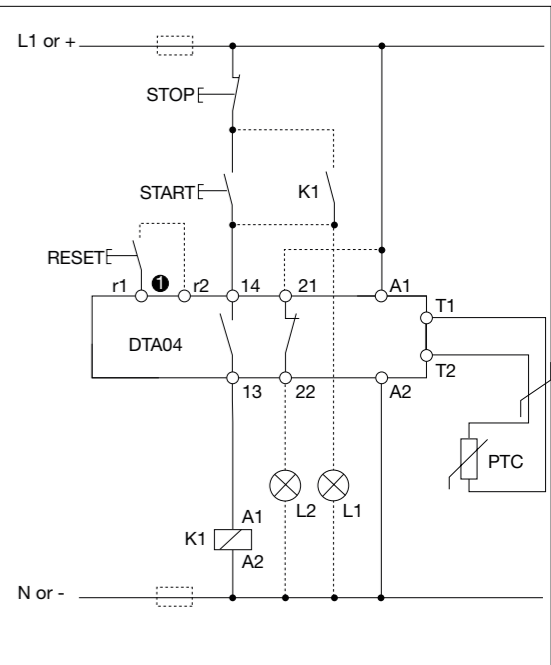 L1 or +
STOP
START
K1
RESET
r1 ❶ r2 14 21 A1
T1
DTA04
T2
13 22 A2
PTC
L2 L1
A1
K1
A2
N or -